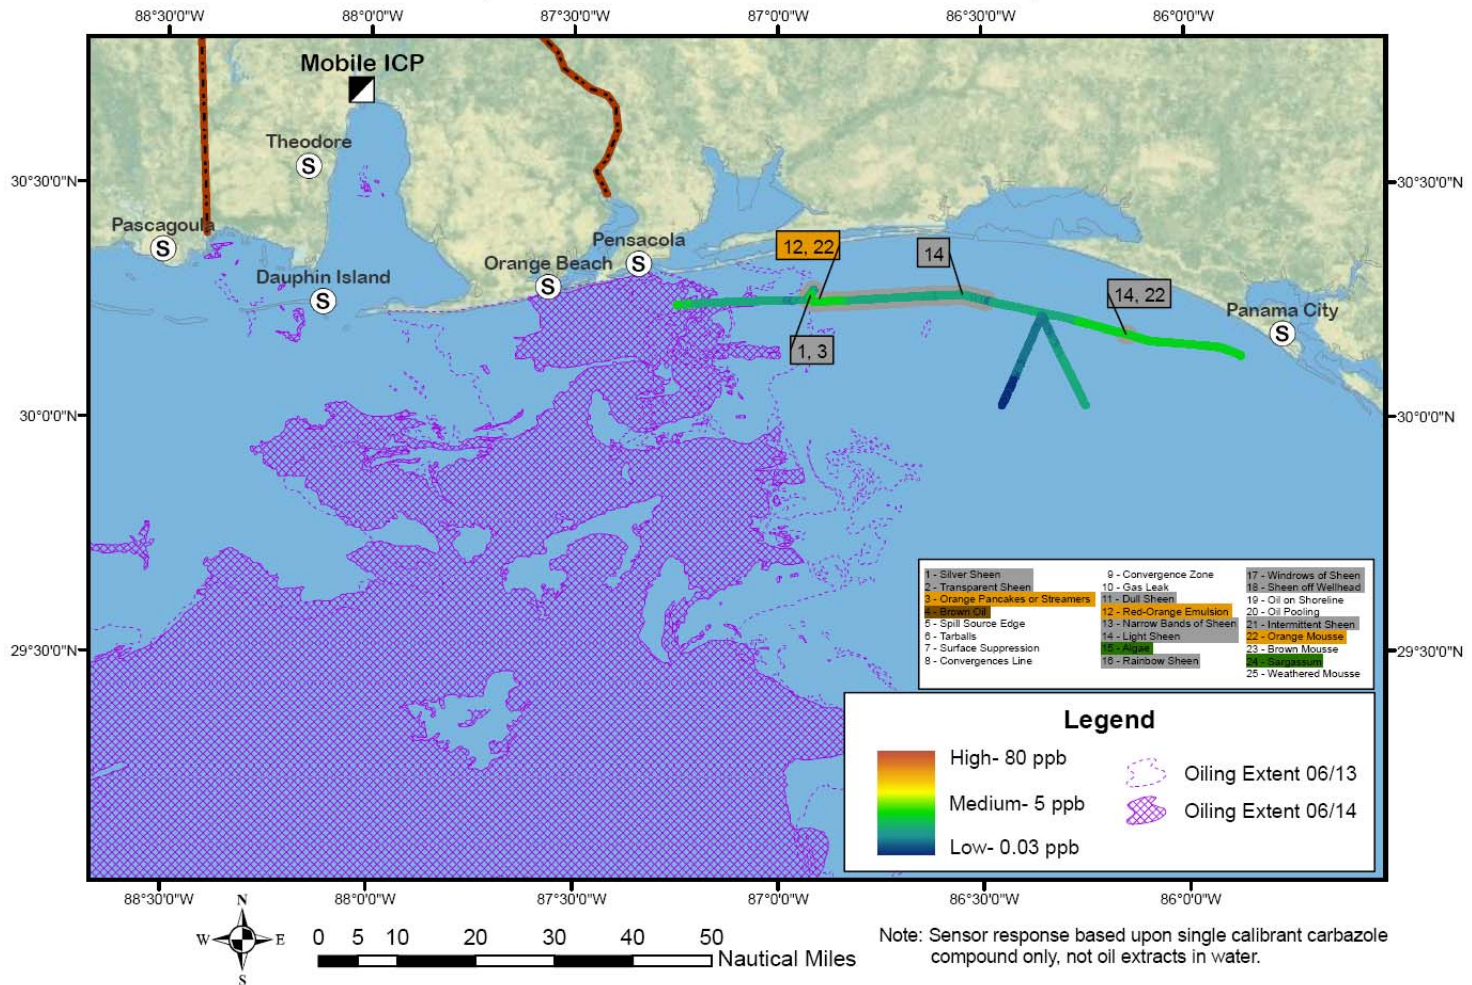 88°30'0"W 88°0'0"W 87°30'0"W 87°0'0"W 86°30'0"W 86°0'0"W
Mobile ICP
Theodore
S
30°30'0"N
30°30'0"N
Pascagoula
S
Dauphin Island
S
Orange Beach
S
Pensacola
S
12, 22
14
14, 22
1, 3
Panama City
S
30°0'0"N
30°0'0"N
29°30'0"N
29°30'0"N
1 - Silver Sheen
2 - Transparent Sheen
3 - Orange Pancakes or Streamers
4 - Brown Oil
5 - Spill Source Edge
6 - Tarballs
7 - Surface Suppression
8 - Convergences Line
9 - Convergence Zone
10 - Gas Leak
11 - Dull Sheen
12 - Red-Orange Emulsion
13 - Narrow Bands of Sheen
14 - Light Sheen
15 - Algae
16 - Rainbow Sheen
17 - Windrows of Sheen
18 - Sheen off Wellhead
19 - Oil on Shoreline
20 - Oil Pooling
21 - Intermittent Sheen
22 - Orange Mousse
23 - Brown Mousse
24 - Sargassum
25 - Weathered Mousse
Legend
High- 80 ppb
Medium- 5 ppb
Low- 0.03 ppb
Oiling Extent 06/13
Oiling Extent 06/14
88°30'0"W 88°0'0"W 87°30'0"W 87°0'0"W 86°30'0"W 86°0'0"W
N
W E
S
0 5 10 20 30 40 50
Nautical Miles
Note: Sensor response based upon single calibrant carbazole
compound only, not oil extracts in water.